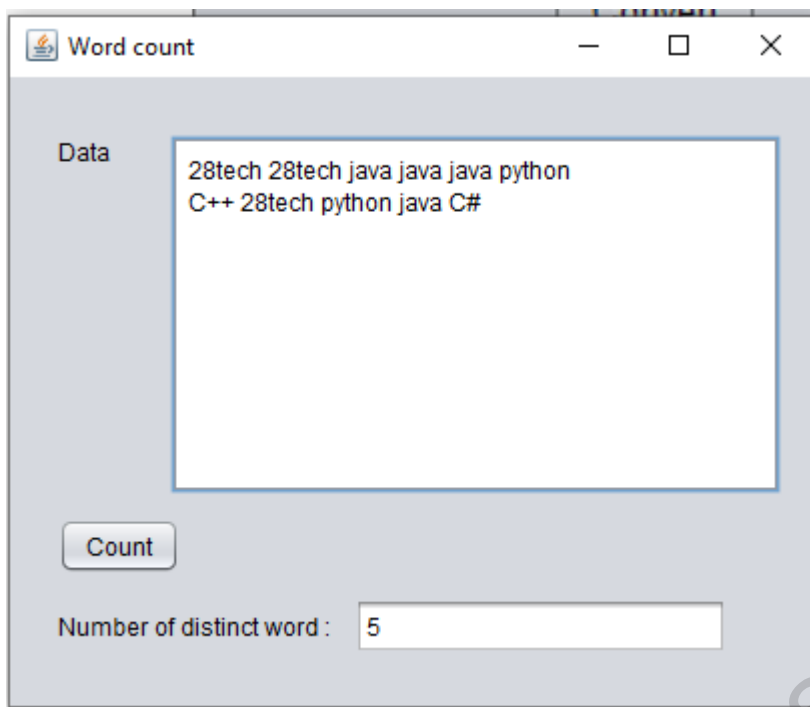 Word count
Data
28tech 28tech java java java python
C++ 28tech python java C#
Count
Number of distinct word :
5